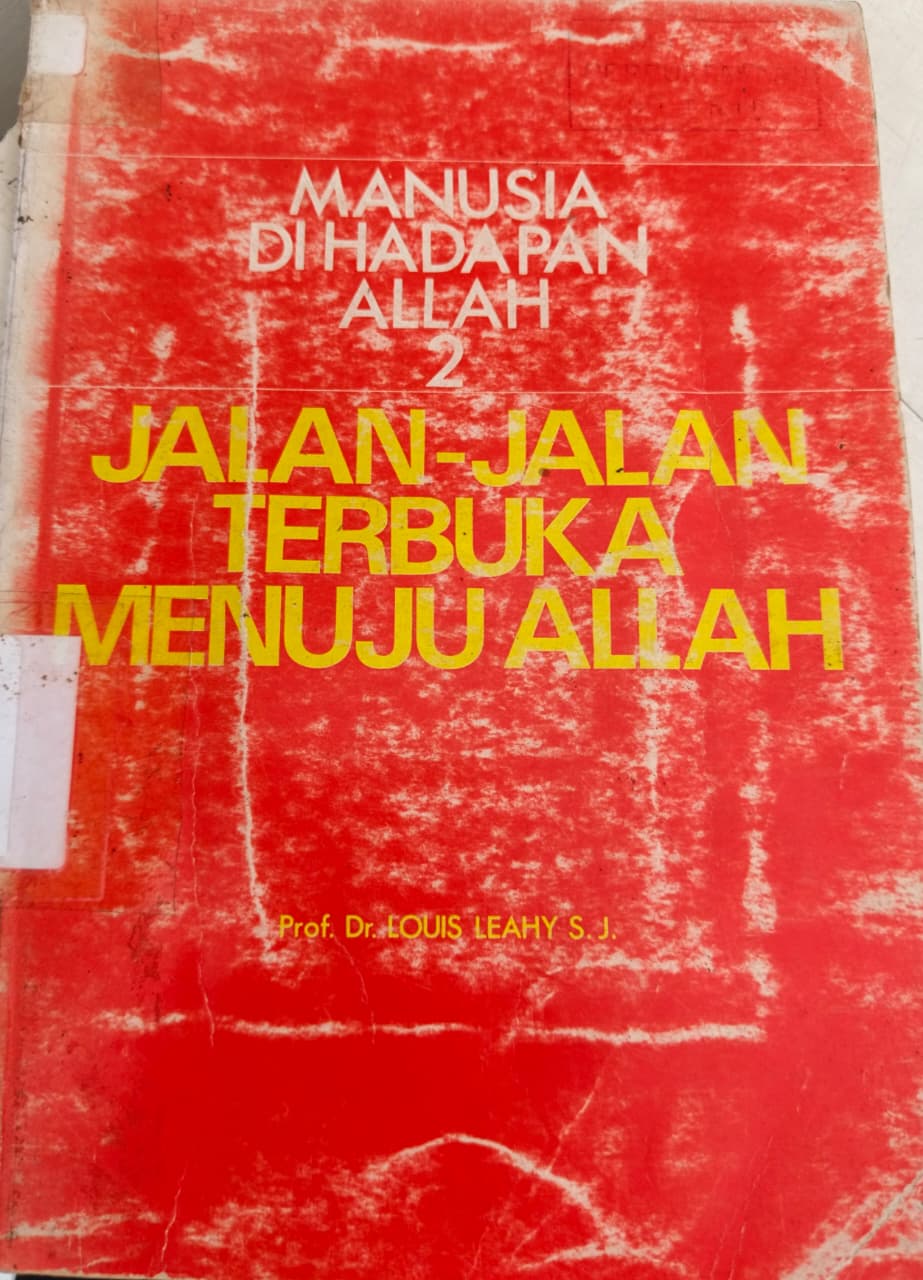 MANUSIA
DI HADAPAN
ALLAH
2
JALAN-JALAN
TERBUKA
MENUJU ALLAH
Prof. Dr. LOUIS LEAHY S. J.